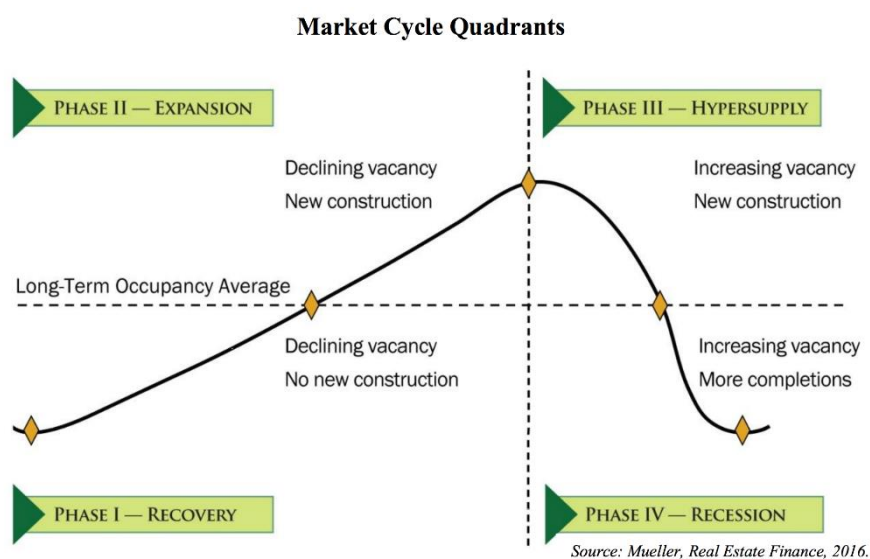 Market Cycle Quadrants
PHASE II — EXPANSION
PHASE III — HYPERSUPPLY
Declining vacancy
New construction
Increasing vacancy
New construction
Long-Term Occupancy Average
Declining vacancy
No new construction
Increasing vacancy
More completions
PHASE I — RECOVERY
PHASE IV — RECESSION
Source: Mueller, Real Estate Finance, 2016.